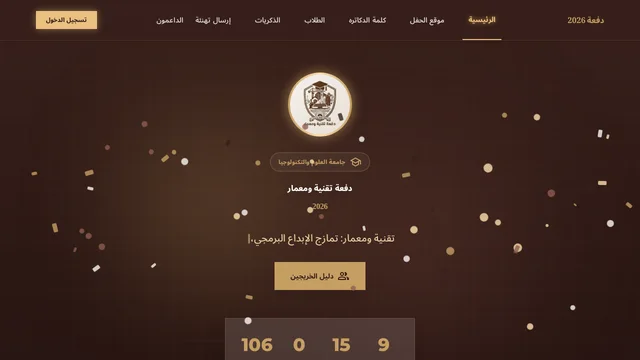 دفعة 2026
الرئيسية
موقع الحفل
كلمة الدكاتره
الطلاب
الذكريات
إرسال تهنئة
الداعمون
تسجيل الدخول
جامعة العلوم والتكنولوجيا
دفعة تقنية ومعمار
2026
تقنية ومعمار: تمازج الإبداع البرمجي،|
دليل الخريجين
9
15
0
106